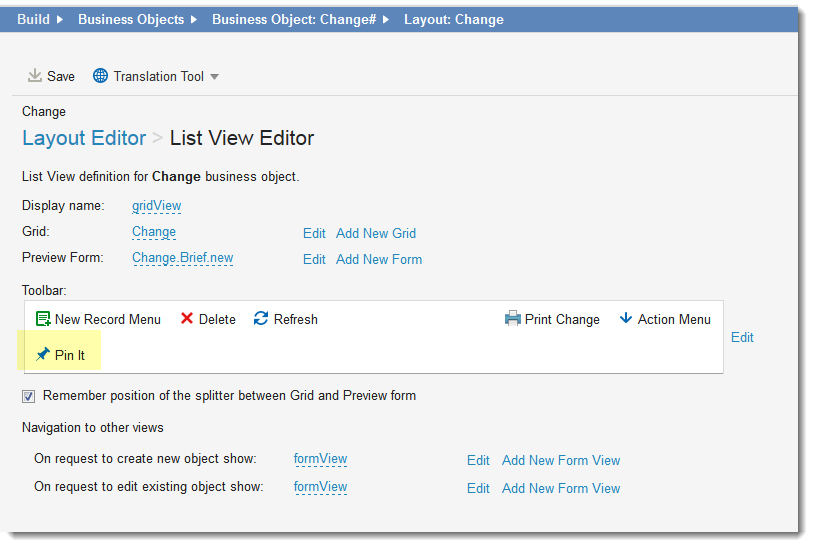 Build Business Objects Business Object: Change# Layout: Change
Save Translation Tool
Change
Layout Editor > List View Editor
List View definition for Change business object.
Display name: gridView
Grid: Change Edit Add New Grid
Preview Form: Change.Brief.new Edit Add New Form
Toolbar:
New Record Menu Delete Refresh Print Change Action Menu
Edit
Pin It
Remember position of the splitter between Grid and Preview form
Navigation to other views
On request to create new object show: formView Edit Add New Form View
On request to edit existing object show: formView Edit Add New Form View